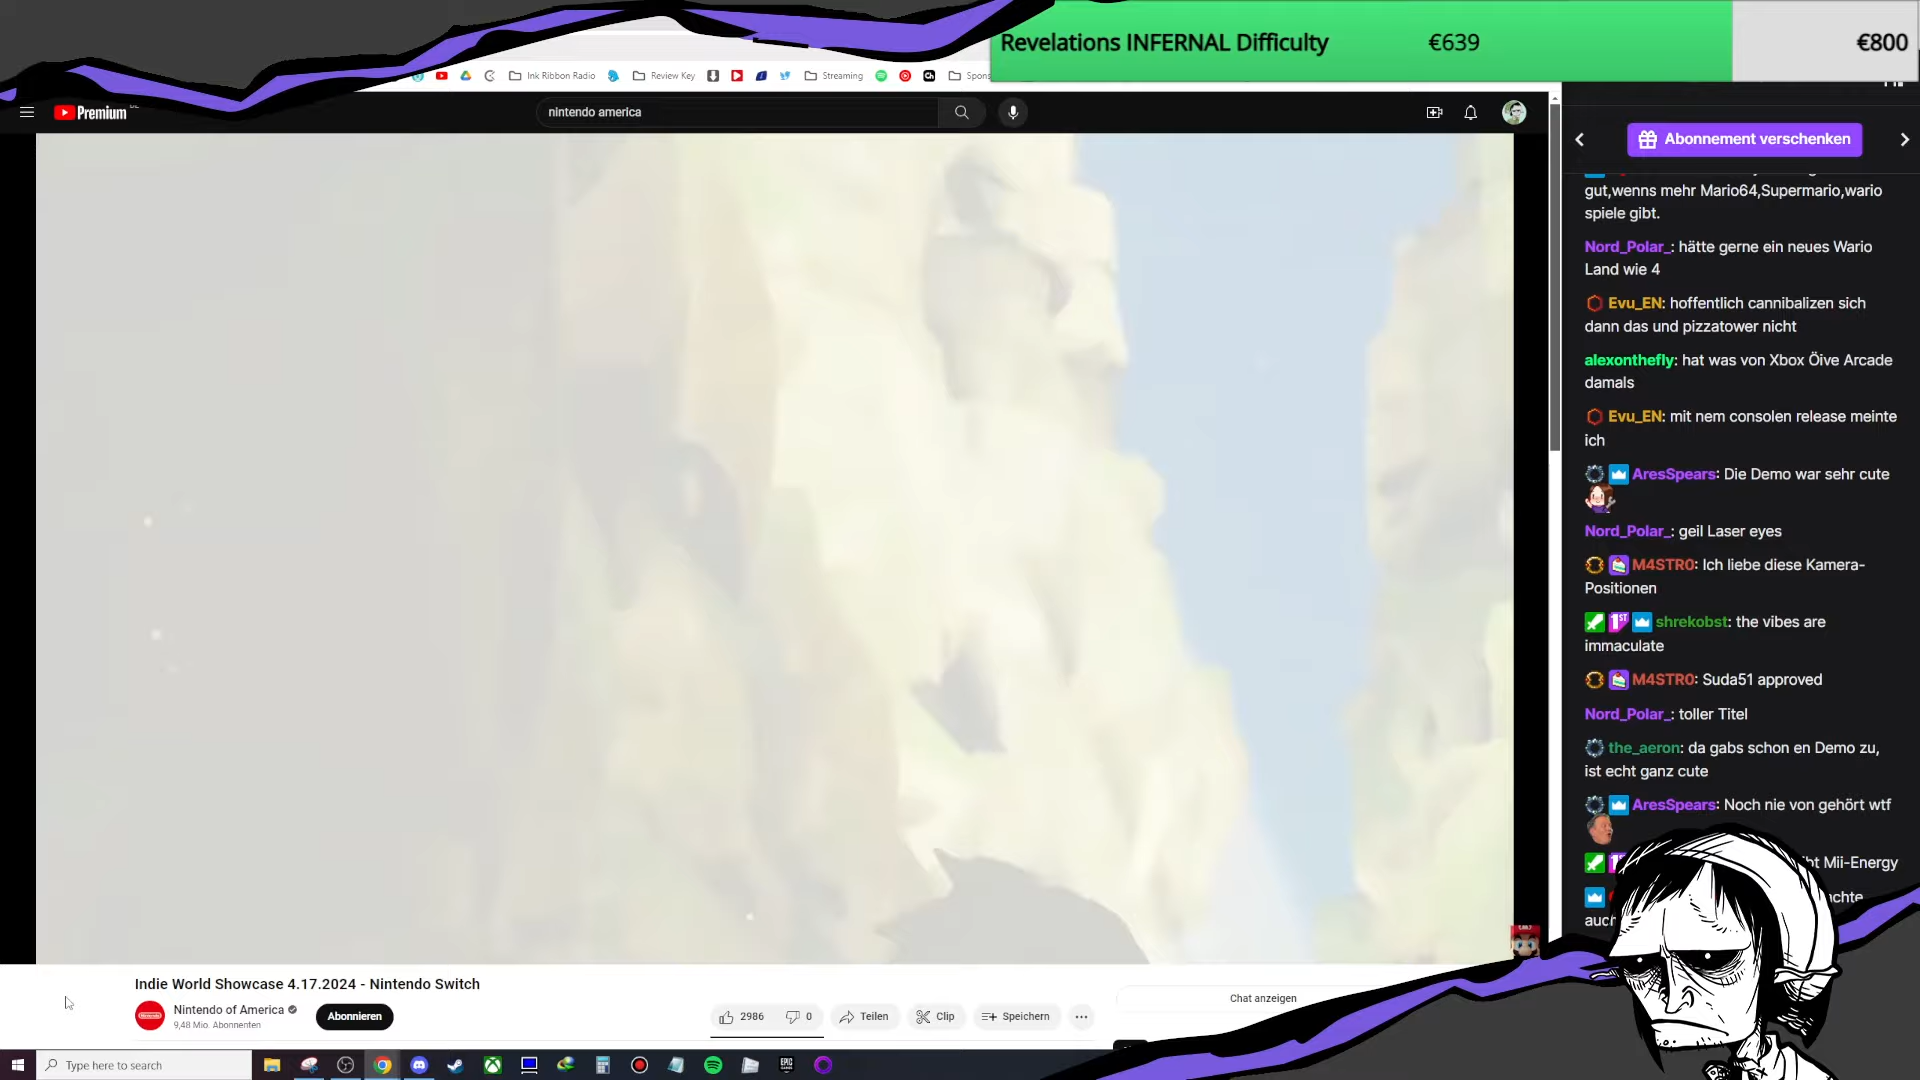 Revelations INFERNAL Difficulty €639 €800
Ink Ribbon Radio Review Key Streaming
Premium
nintendo america
Abonnement verschenken
gut,wenns mehr Mario64,Supermario,wario
spiele gibt.
Nord_Polar_: hätte gerne ein neues Wario
Land wie 4
Evu_EN: hoffentlich cannibalizen sich
dann das und pizzatower nicht
alexonthefly: hat was von Xbox Öive Arcade
damals
Evu_EN: mit nem consolen release meinte
ich
AresSpears: Die Demo war sehr cute
Nord_Polar_: geil Laser eyes
M4STR0: Ich liebe diese Kamera-
Positionen
1ST shrekobst: the vibes are
immaculate
M4STR0: Suda51 approved
Nord_Polar_: toller Titel
the_aeron: da gabs schon en Demo zu,
ist echt ganz cute
AresSpears: Noch nie von gehört wtf
Mii-Energy
Indie World Showcase 4.17.2024 - Nintendo Switch
Nintendo of America
9,48 Mio. Abonnenten
Abonnieren
2986 0 Teilen Clip Speichern
Chat anzeigen
Type here to search